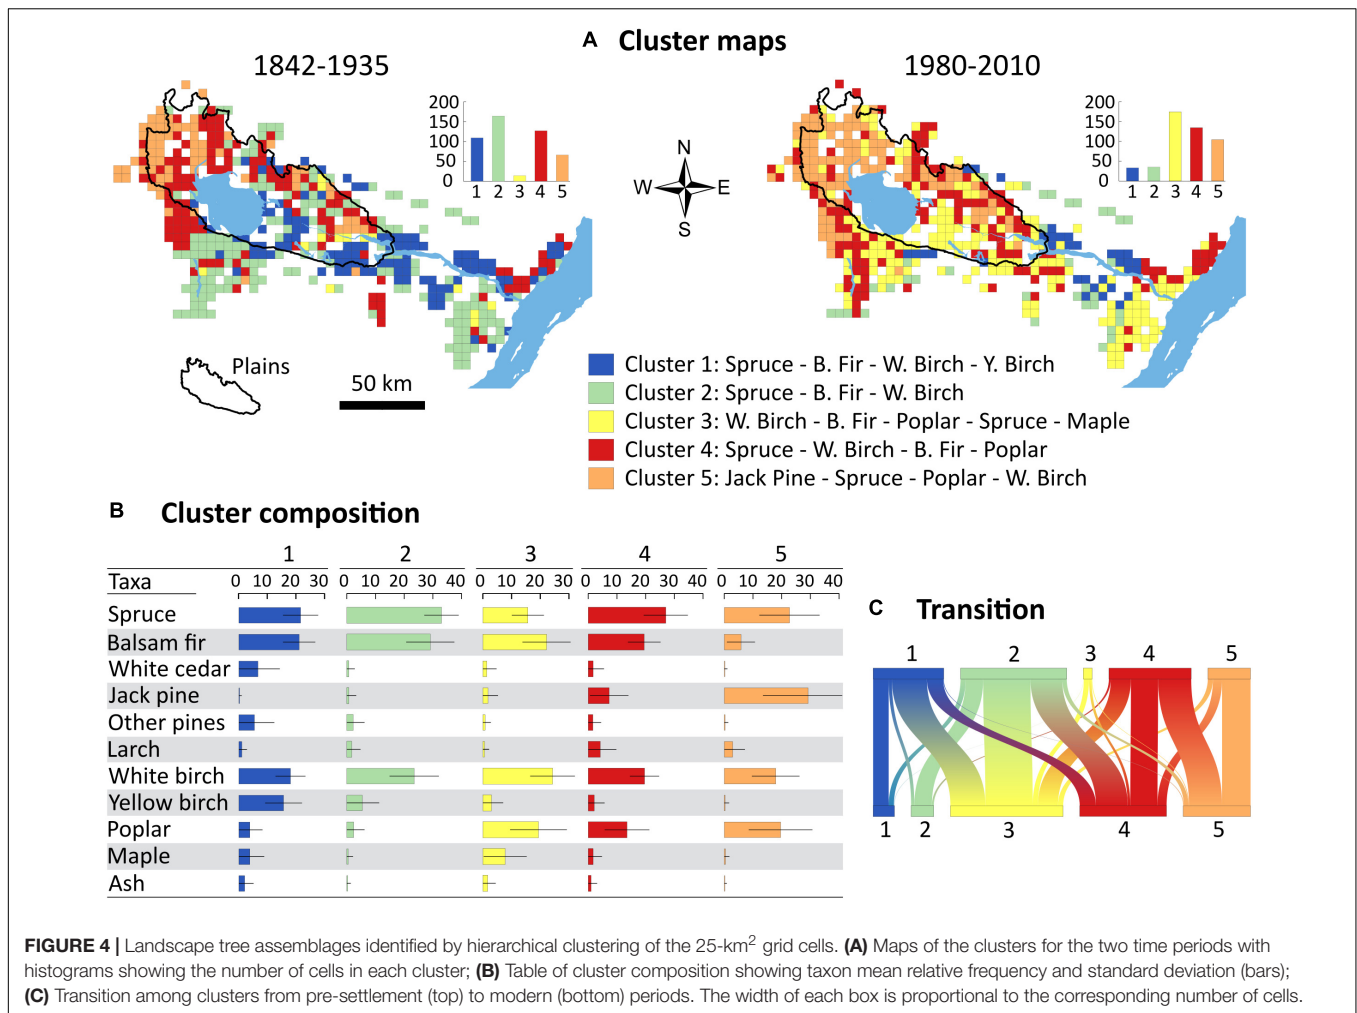 A Cluster maps
1842-1935
1980-2010
200
150
100
50
0
1 2 3 4 5
N
W E
S
200
150
100
50
0
1 2 3 4 5
Plains
50 km
Cluster 1: Spruce - B. Fir - W. Birch - Y. Birch
Cluster 2: Spruce - B. Fir - W. Birch
Cluster 3: W. Birch - B. Fir - Poplar - Spruce - Maple
Cluster 4: Spruce - W. Birch - B. Fir - Poplar
Cluster 5: Jack Pine - Spruce - Poplar - W. Birch
B Cluster composition
1 2 3 4 5
Taxa 0 10 20 30 0 10 20 30 40 0 10 20 30 0 10 20 30 40 0 10 20 30 40
Spruce
Balsam fir
White cedar
Jack pine
Other pines
Larch
White birch
Yellow birch
Poplar
Maple
Ash
C Transition
1 2 3 4 5
1 2 3 4 5
FIGURE 4 | Landscape tree assemblages identified by hierarchical clustering of the 25-km² grid cells. (A) Maps of the clusters for the two time periods with
histograms showing the number of cells in each cluster; (B) Table of cluster composition showing taxon mean relative frequency and standard deviation (bars);
(C) Transition among clusters from pre-settlement (top) to modern (bottom) periods. The width of each box is proportional to the corresponding number of cells.